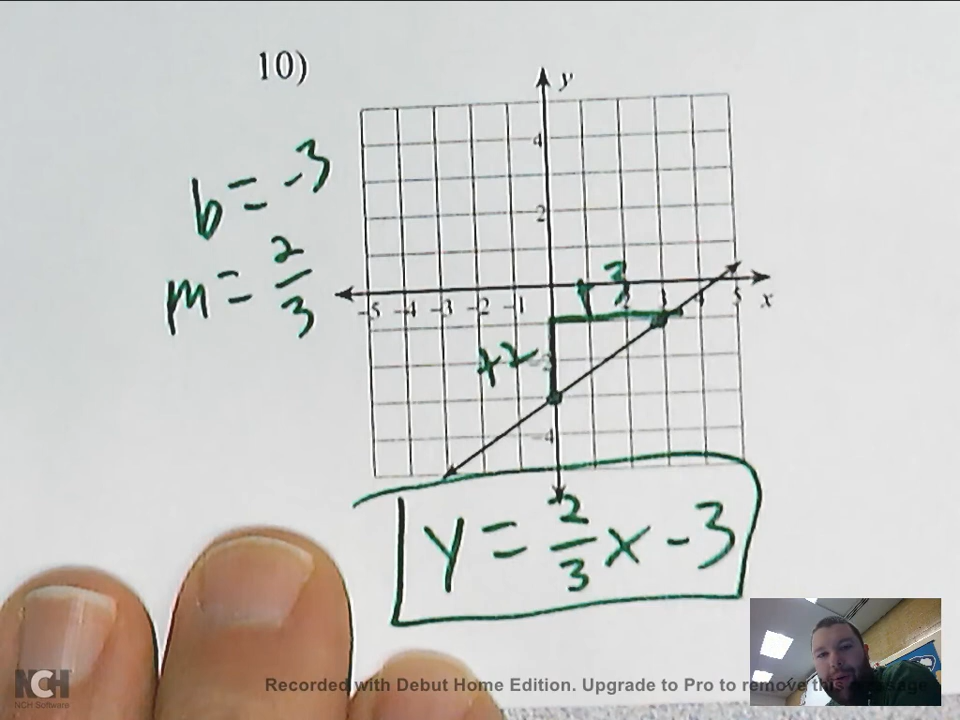 10)
y
4
2
b = -3
m = 2/3
3
-5 -4 -3 -2 -1 2 3 4 5
x
+2
-4
y = 2/3 x - 3
NCH
NCH Software
Recorded with Debut Home Edition. Upgrade to Pro to remove this message